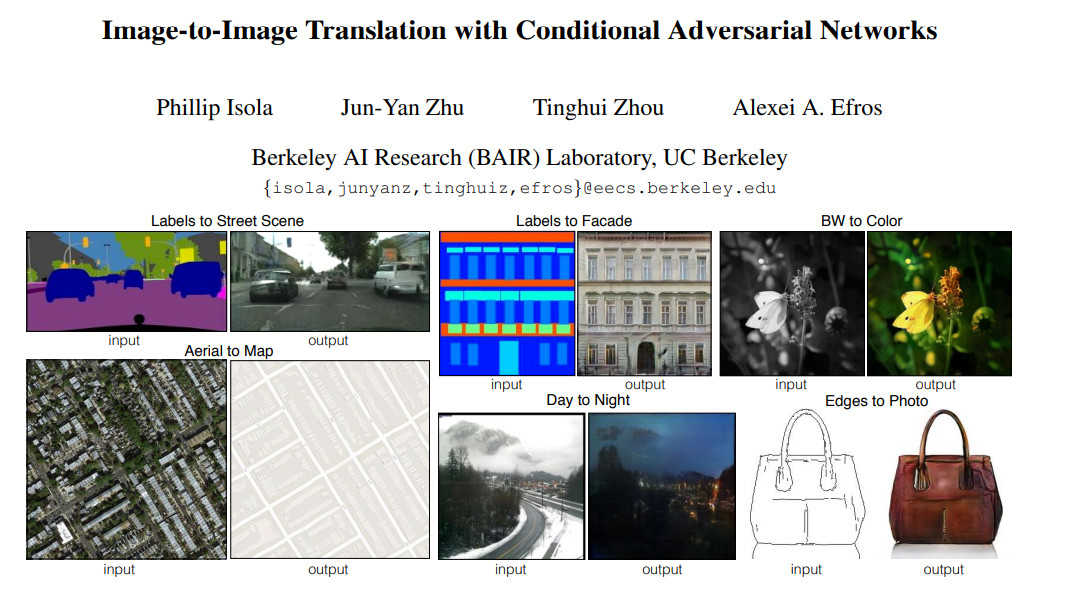 Image-to-Image Translation with Conditional Adversarial Networks
Phillip Isola Jun-Yan Zhu Tinghui Zhou Alexei A. Efros
Berkeley AI Research (BAIR) Laboratory, UC Berkeley
{isola,junyanz,tinghuiz,efros}@eecs.berkeley.edu
Labels to Street Scene
input output
Aerial to Map
input output
Labels to Facade
input output
Day to Night
input output
BW to Color
input output
Edges to Photo
input output